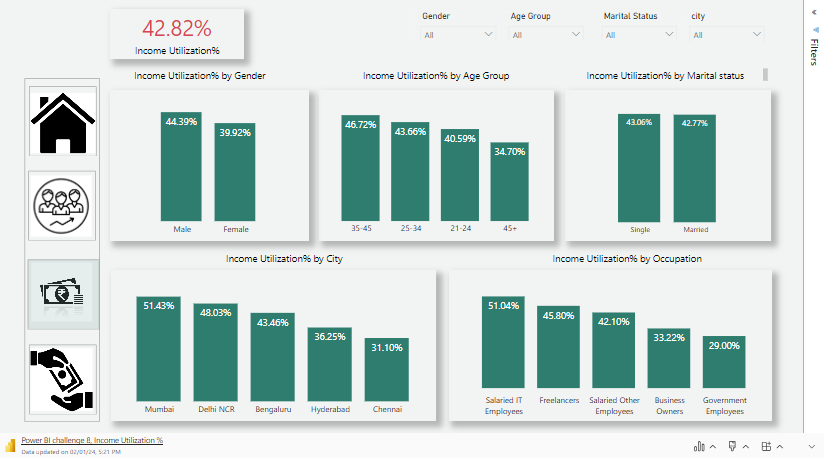 42.82%
Income Utilization%
Gender
All
Age Group
All
Marital Status
All
city
All
«
Filters
Income Utilization% by Gender
44.39%
39.92%
Male
Female
Income Utilization% by Age Group
46.72%
43.66%
40.59%
34.70%
35-45
25-34
21-24
45+
Income Utilization% by Marital status
43.06%
42.77%
Single
Married
Income Utilization% by City
51.43%
48.03%
43.46%
36.25%
31.10%
Mumbai
Delhi NCR
Bengaluru
Hyderabad
Chennai
Income Utilization% by Occupation
51.04%
45.80%
42.10%
33.22%
29.00%
Salaried IT
Employees
Freelancers
Salaried Other
Employees
Business
Owners
Government
Employees
Power BI challenge 8, Income Utilization %
Data updated on 02/01/24, 5:21 PM